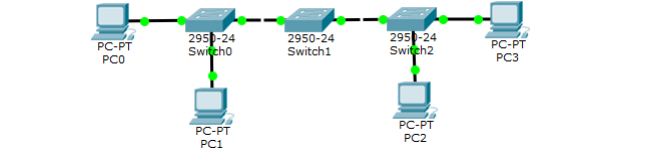 PC-PT
PC0
2950-24
Switch0
2950-24
Switch1
2950-24
Switch2
PC-PT
PC3
PC-PT
PC1
PC-PT
PC2